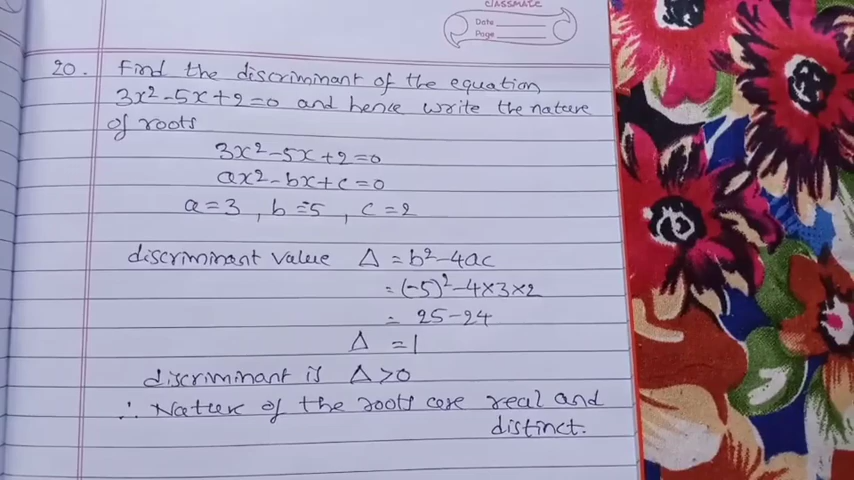 CLASSMATE
Date
Page
20. Find the discriminant of the equation
3x²-5x+2=0 and hence write the nature
of roots
3x²-5x+2=0
ax²-bx+c=0
a=3, b=-5, c=2
discriminant value Δ = b²-4ac
= (-5)²-4×3×2
= 25-24
Δ = 1
discriminant is Δ>0
∴ Nature of the roots are real and
distinct.